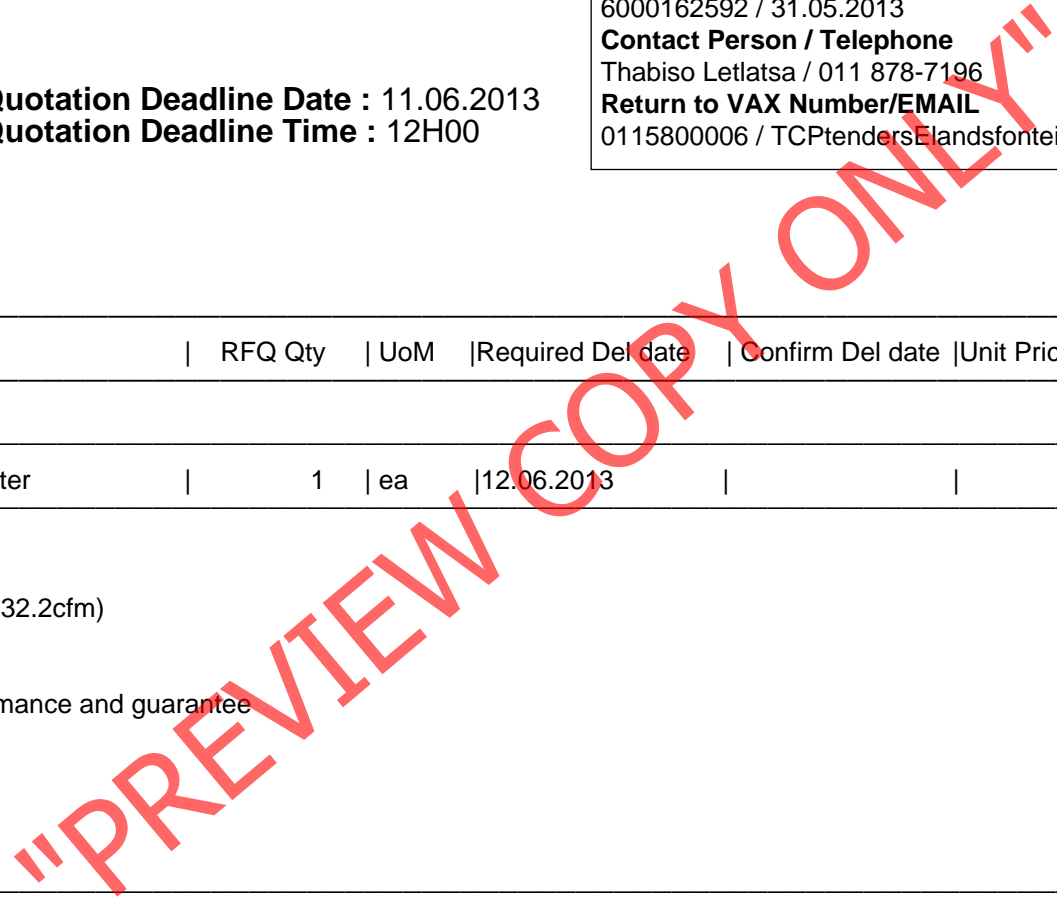 6000162592 / 31.05.2013
Contact Person / Telephone
Thabiso Letlatsa / 011 878-7196
Quotation Deadline Date : 11.06.2013
Return to VAX Number/EMAIL
Quotation Deadline Time : 12H00
0115800006 / TCPtendersElandsfontei
| RFQ Qty | UoM |Required Del date | Confirm Del date |Unit Pric
ter | 1 | ea |12.06.2013 | |
32.2cfm)
mance and guarantee
"PREVIEW COPY ONLY"